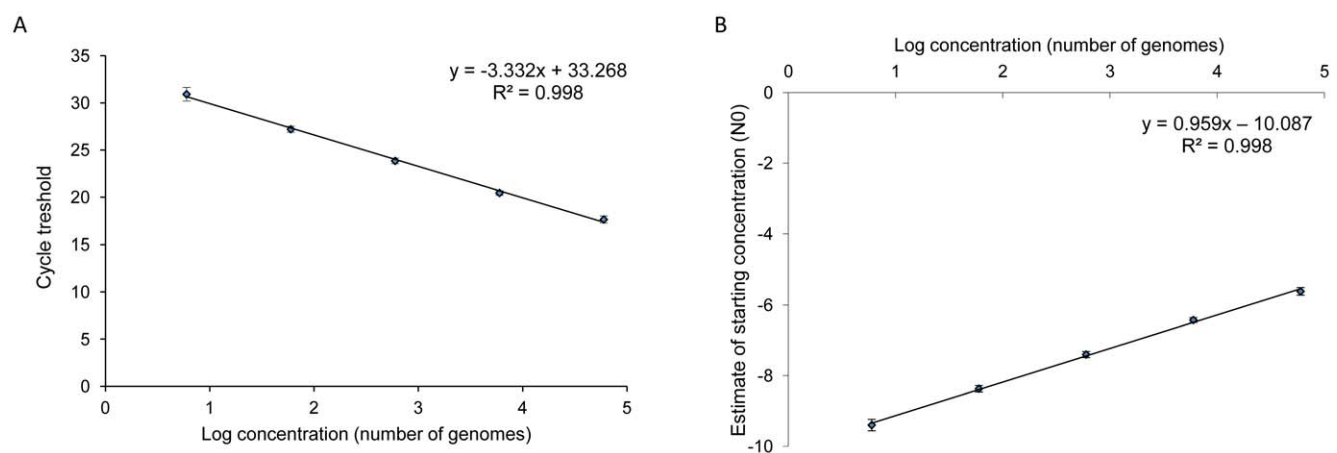 A
35
30
25
20
15
10
5
0
Cycle treshold
y = -3.332x + 33.268
R² = 0.998
0 1 2 3 4 5
Log concentration (number of genomes)
B
Log concentration (number of genomes)
0 1 2 3 4 5
0
-2
-4
-6
-8
-10
Estimate of starting concentration (N0)
y = 0.959x – 10.087
R² = 0.998